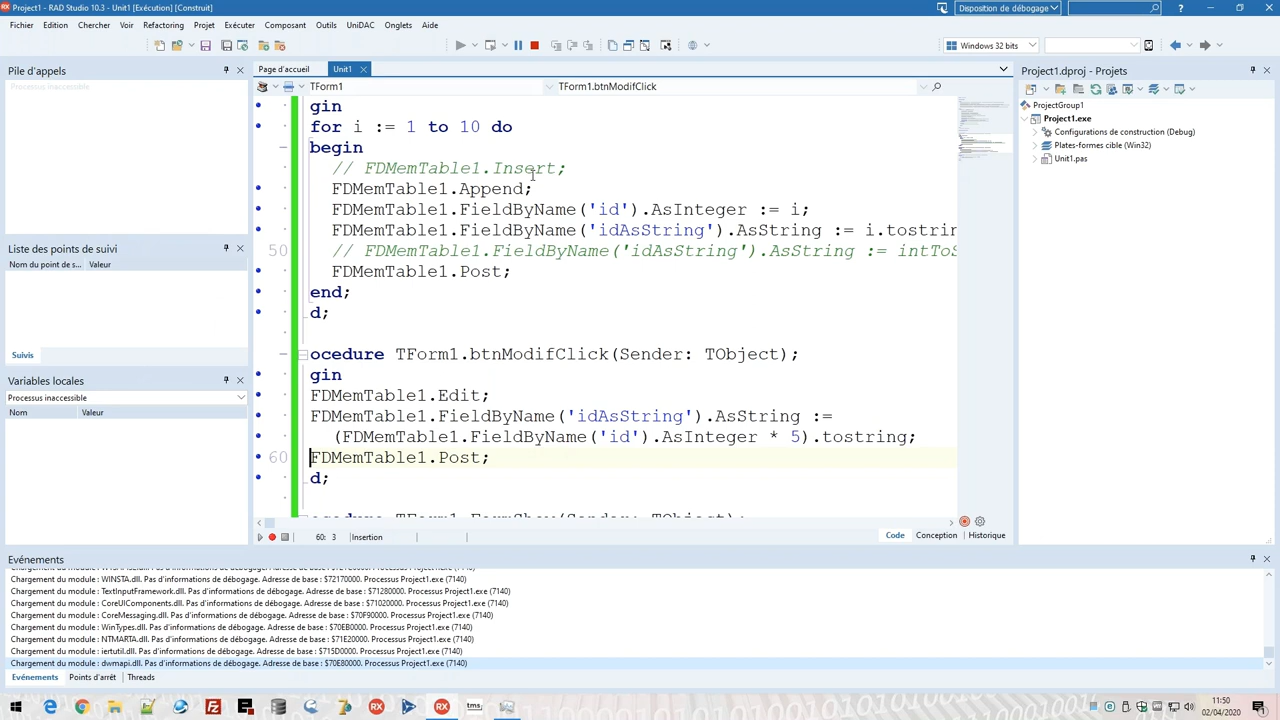 Project1 - RAD Studio 10.3 - Unit1 [Exécution] [Construit]
Disposition de débogage
Fichier Edition Chercher Voir Refactoring Projet Exécuter Composant Outils UniDAC Onglets Aide
Windows 32 bits
Pile d'appels
Processus inaccessible
Page d'accueil
Unit1
Project1.dproj - Projets
TForm1
TForm1.btnModifClick
ProjectGroup1
Project1.exe
Configurations de construction (Debug)
Plates-formes cible (Win32)
Unit1.pas
gin
for i := 1 to 10 do
begin
// FDMemTable1.Insert;
FDMemTable1.Append;
FDMemTable1.FieldByName('id').AsInteger := i;
FDMemTable1.FieldByName('idAsString').AsString := i.tostrin
50 // FDMemTable1.FieldByName('idAsString').AsString := intToS
FDMemTable1.Post;
end;
d;
ocedure TForm1.btnModifClick(Sender: TObject);
gin
FDMemTable1.Edit;
FDMemTable1.FieldByName('idAsString').AsString :=
(FDMemTable1.FieldByName('id').AsInteger * 5).tostring;
60 FDMemTable1.Post;
d;
ocedure TForm1.FormShow(Sender: TObject);
Liste des points de suivi
Nom du point de s... Valeur
Suivis
Variables locales
Processus inaccessible
Nom Valeur
60: 3 Insertion
Code Conception Historique
Evénements
Chargement du module : WINSTA.dll. Pas d'informations de débogage. Adresse de base : $72170000. Processus Project1.exe (7140)
Chargement du module : TextInputFramework.dll. Pas d'informations de débogage. Adresse de base : $71280000. Processus Project1.exe (7140)
Chargement du module : CoreUIComponents.dll. Pas d'informations de débogage. Adresse de base : $71020000. Processus Project1.exe (7140)
Chargement du module : CoreMessaging.dll. Pas d'informations de débogage. Adresse de base : $70F90000. Processus Project1.exe (7140)
Chargement du module : WinTypes.dll. Pas d'informations de débogage. Adresse de base : $70EB0000. Processus Project1.exe (7140)
Chargement du module : NTMARTA.dll. Pas d'informations de débogage. Adresse de base : $71E20000. Processus Project1.exe (7140)
Chargement du module : iertutil.dll. Pas d'informations de débogage. Adresse de base : $715D0000. Processus Project1.exe (7140)
Chargement du module : dwmapi.dll. Pas d'informations de débogage. Adresse de base : $70E80000. Processus Project1.exe (7140)
Evénements Points d'arrêt Threads
tms
11:50
02/04/2020